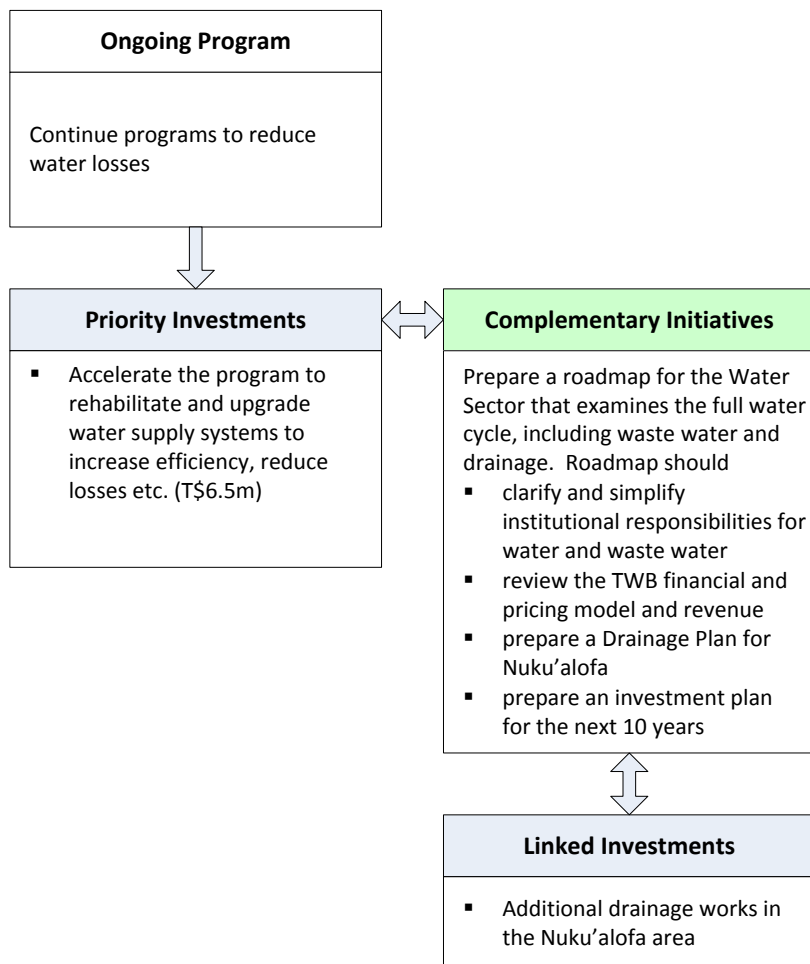 Ongoing Program
Continue programs to reduce
water losses
Priority Investments
▪ Accelerate the program to
rehabilitate and upgrade
water supply systems to
increase efficiency, reduce
losses etc. (T$6.5m)
Complementary Initiatives
Prepare a roadmap for the Water
Sector that examines the full water
cycle, including waste water and
drainage.  Roadmap should
▪ clarify and simplify
institutional responsibilities for
water and waste water
▪ review the TWB financial and
pricing model and revenue
▪ prepare a Drainage Plan for
Nuku’alofa
▪ prepare an investment plan
for the next 10 years
Linked Investments
▪ Additional drainage works in
the Nuku’alofa area